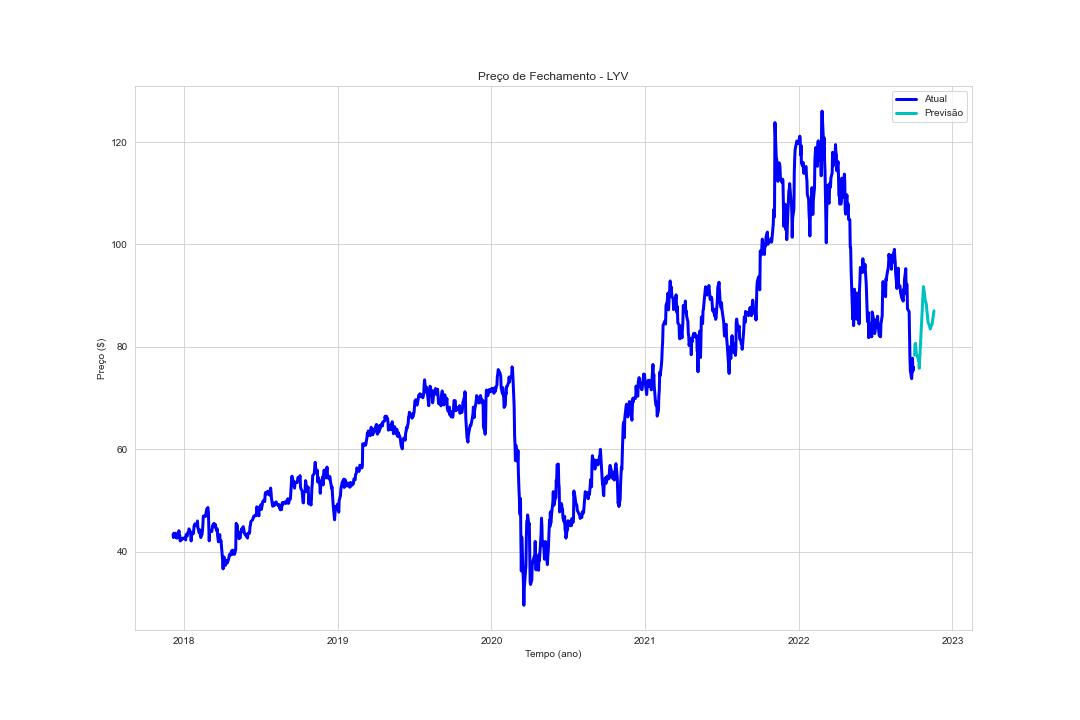 Preço de Fechamento - LYV
Atual
Previsão
120
100
80
60
40
Preço ($)
2018 2019 2020 2021 2022 2023
Tempo (ano)